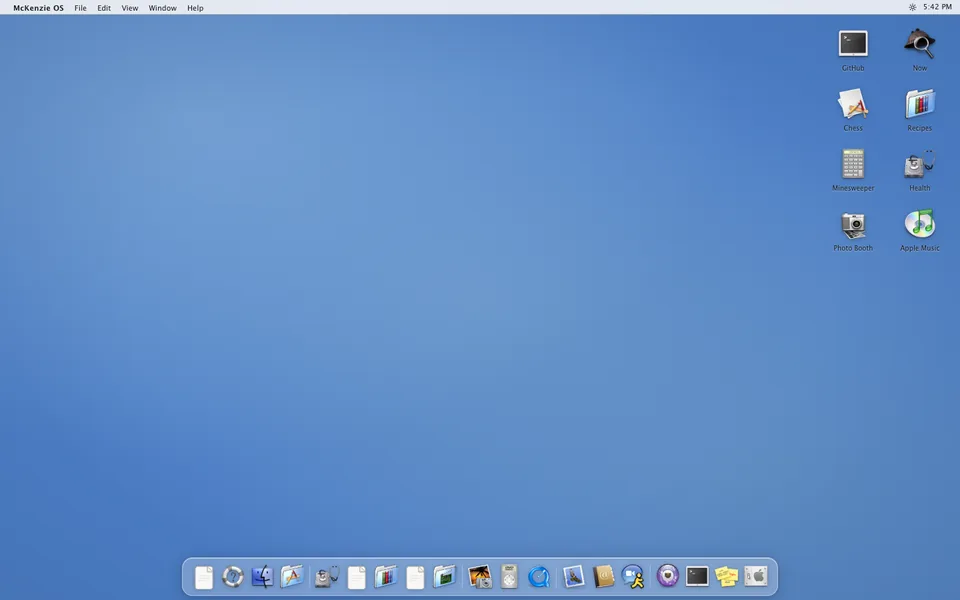 McKenzie OS File Edit View Window Help 5:42 PM
GitHub Now
Chess Recipes
Minesweeper Health
Photo Booth Apple Music